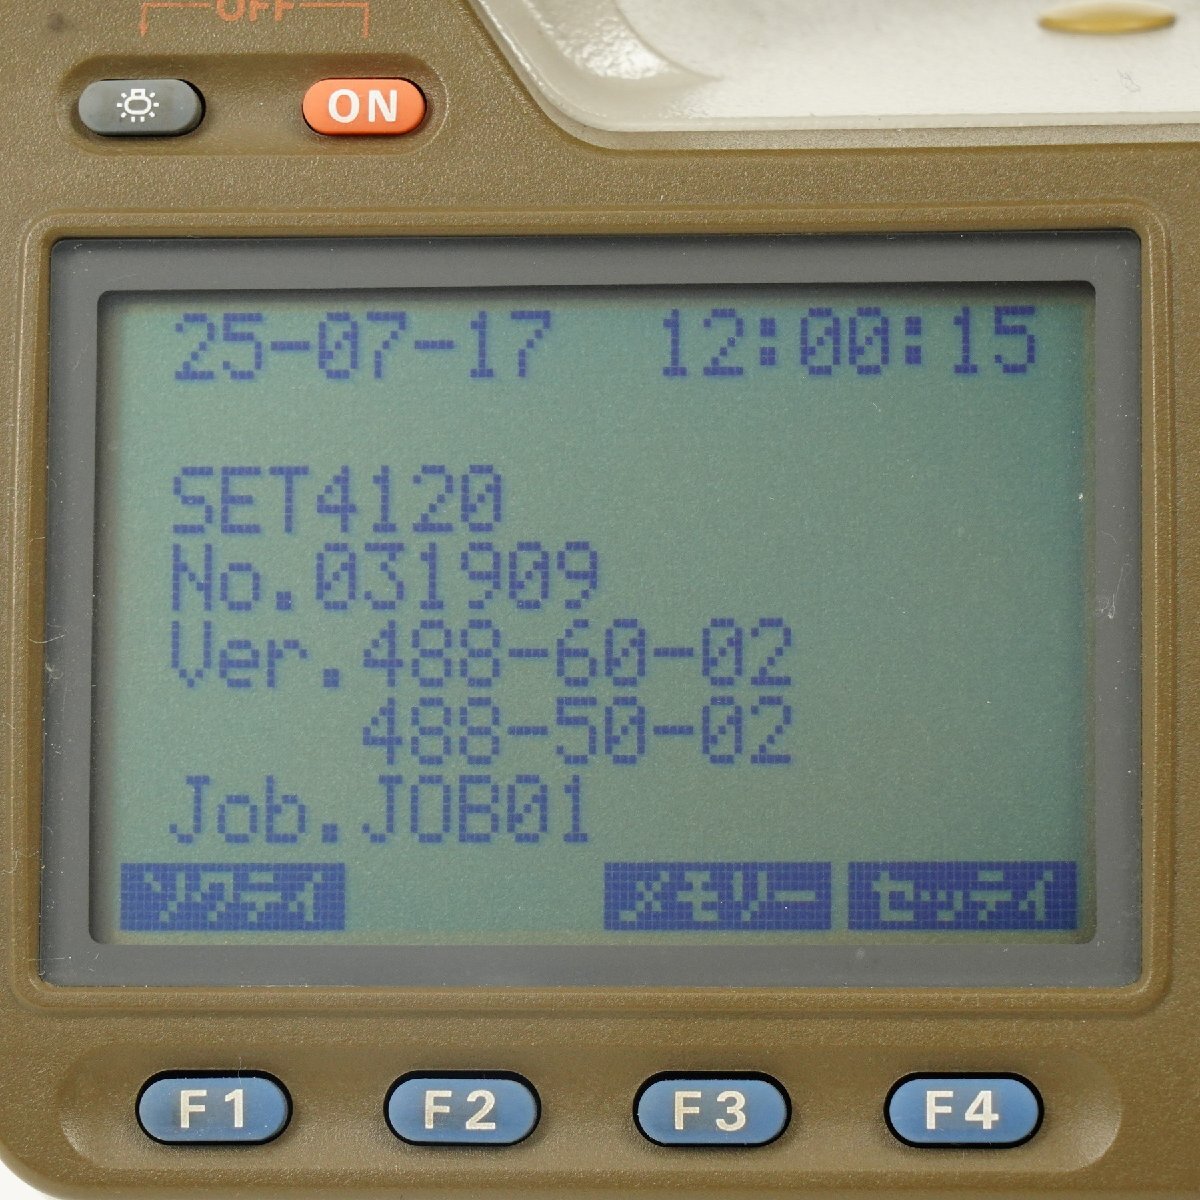 OFF
ON
25-07-17 12:00:15
SET4120
No.031909
Ver.488-60-02
488-50-02
Job.JOB01
ソクテイ メモリー セッテイ
F1 F2 F3 F4